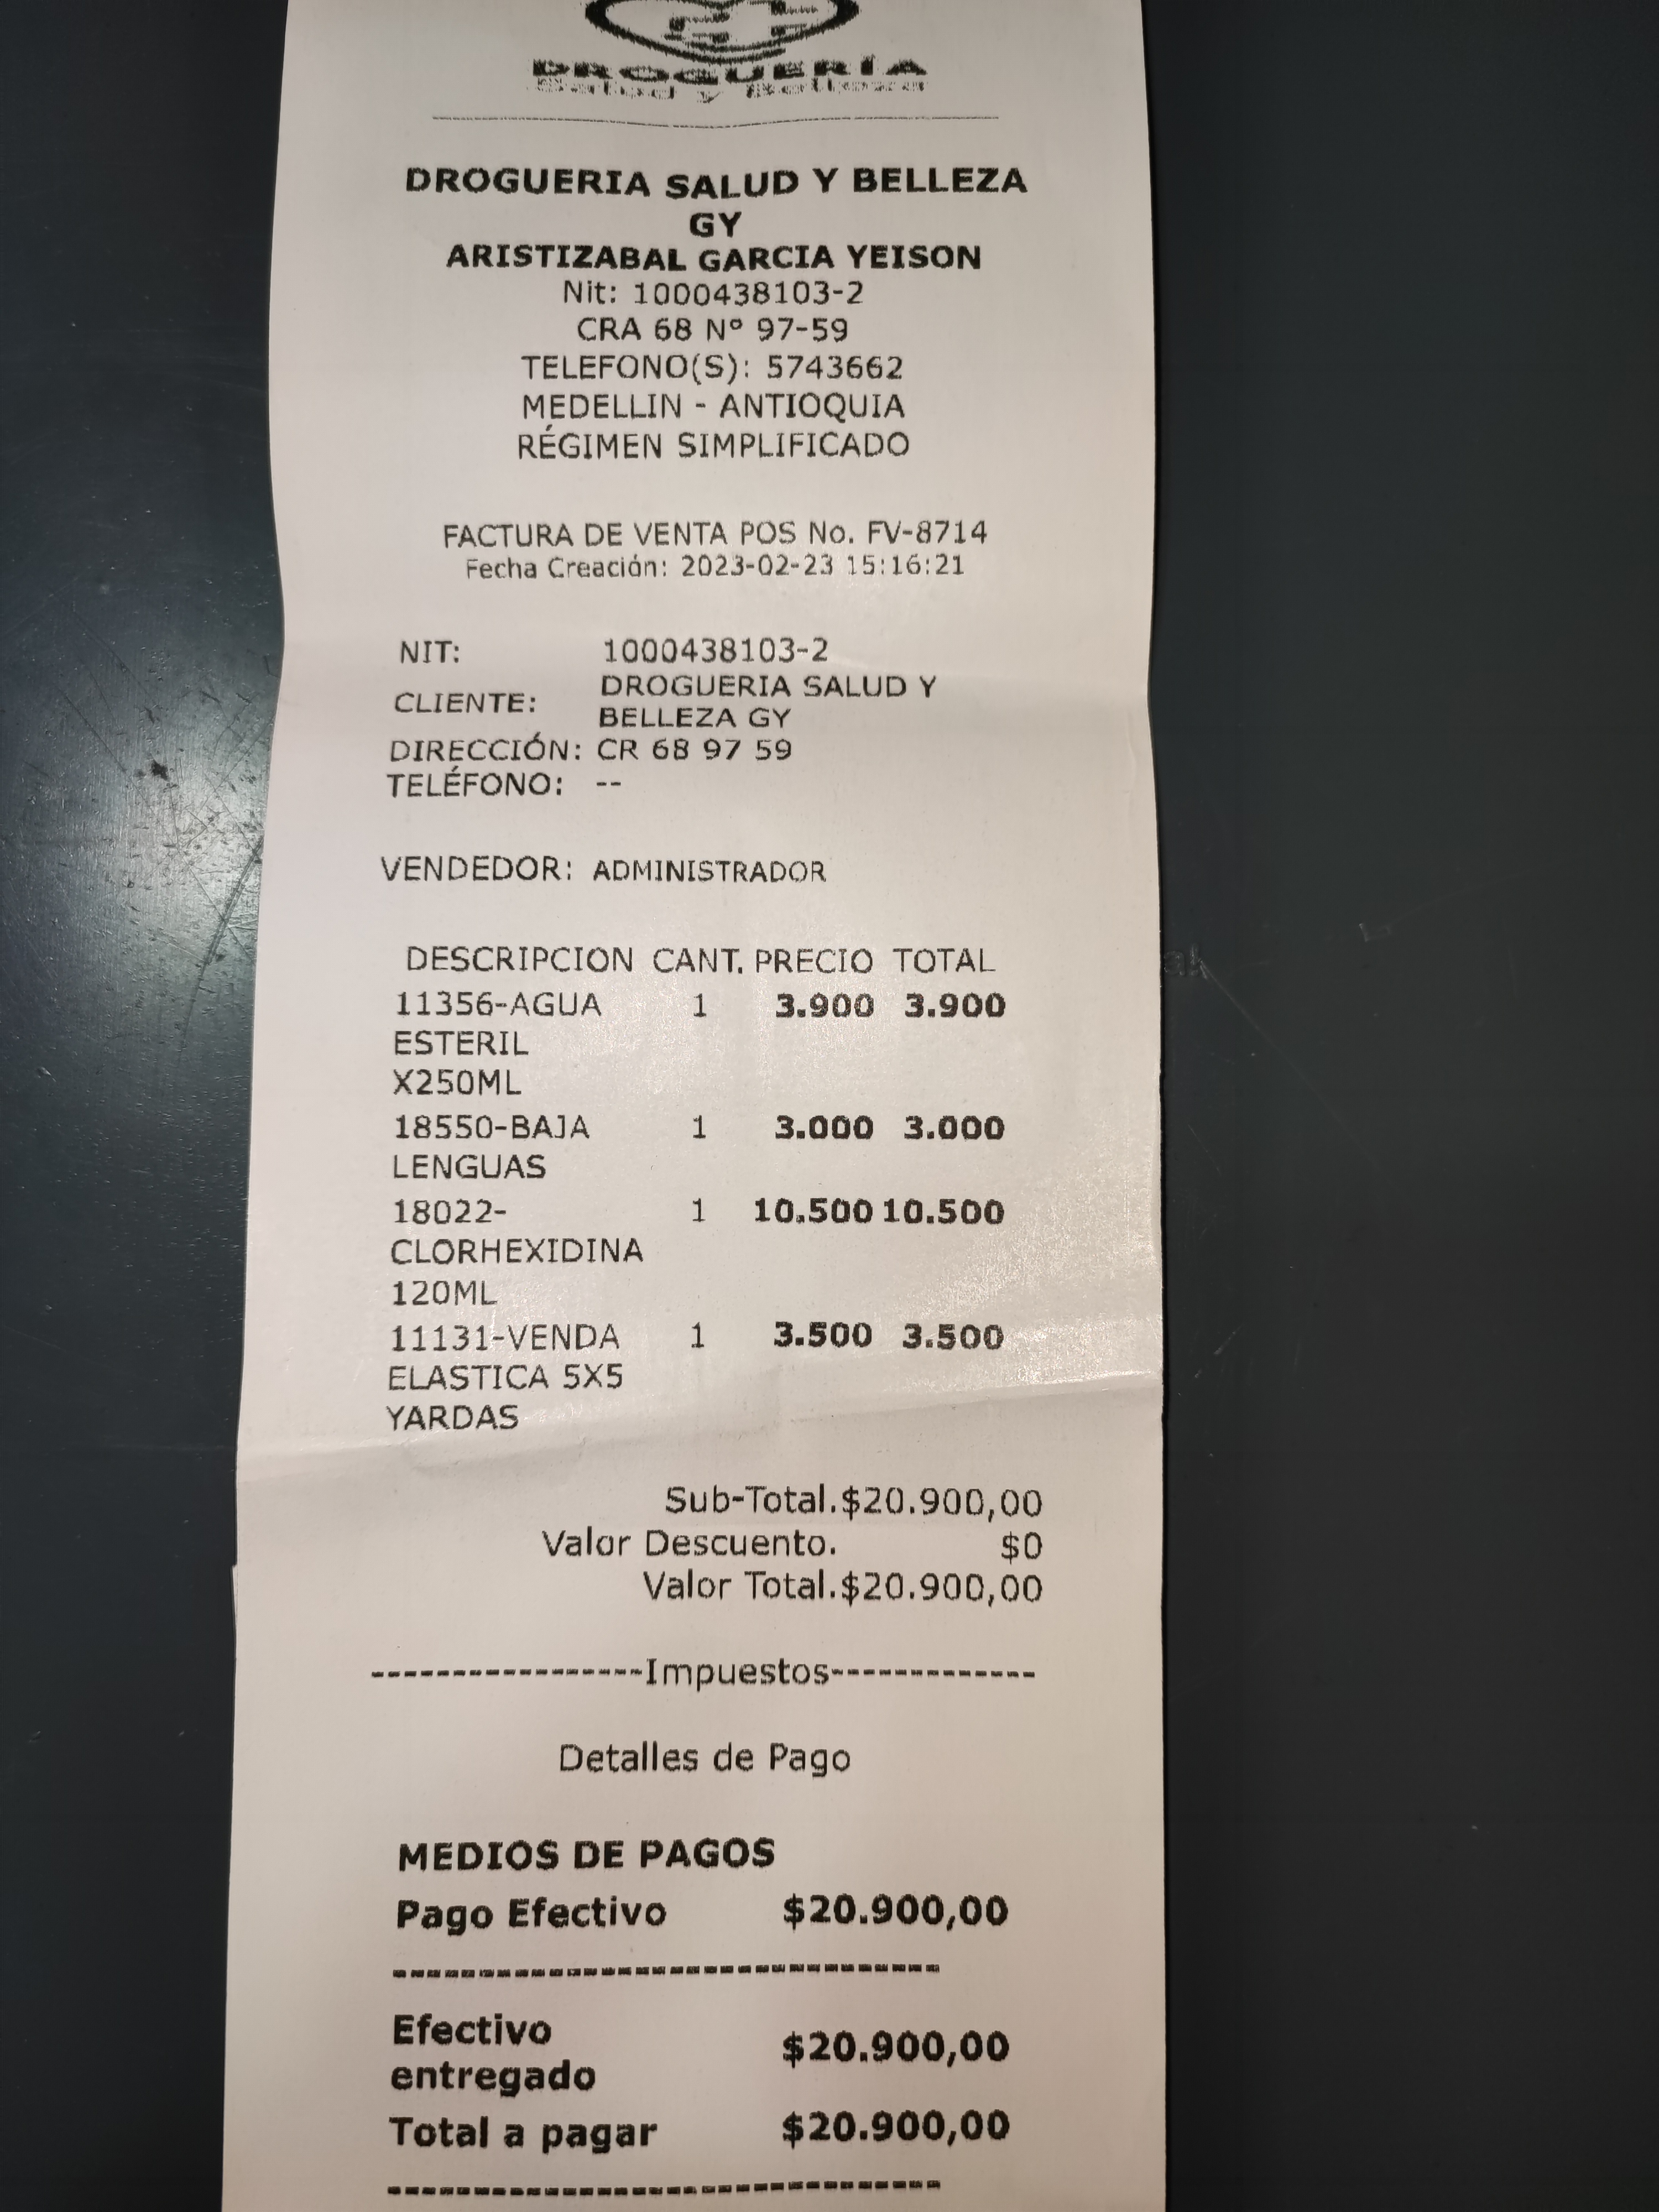 DROGUERÍA
Salud y Belleza
DROGUERIA SALUD Y BELLEZA
GY
ARISTIZABAL GARCIA YEISON
Nit: 1000438103-2
CRA 68 Nº 97-59
TELEFONO(S): 5743662
MEDELLIN - ANTIOQUIA
RÉGIMEN SIMPLIFICADO
FACTURA DE VENTA POS No. FV-8714
Fecha Creación: 2023-02-23 15:16:21
NIT: 1000438103-2
CLIENTE: DROGUERIA SALUD Y
BELLEZA GY
DIRECCIÓN: CR 68 97 59
TELÉFONO: --
VENDEDOR: ADMINISTRADOR
DESCRIPCION CANT. PRECIO TOTAL
11356-AGUA 1 3.900 3.900
ESTERIL
X250ML
18550-BAJA 1 3.000 3.000
LENGUAS
18022- 1 10.500 10.500
CLORHEXIDINA
120ML
11131-VENDA 1 3.500 3.500
ELASTICA 5X5
YARDAS
Sub-Total.$20.900,00
Valor Descuento. $0
Valor Total.$20.900,00
-----------------Impuestos-------------
Detalles de Pago
MEDIOS DE PAGOS
Pago Efectivo $20.900,00
--------------------------------
Efectivo
entregado $20.900,00
Total a pagar $20.900,00
--------------------------------